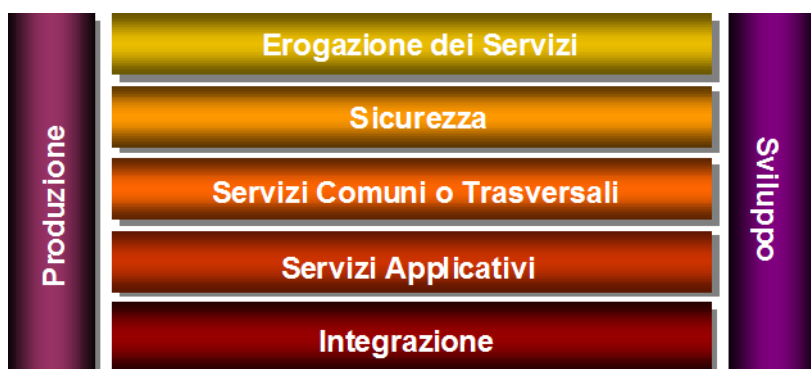 Produzione
Erogazione dei Servizi
Sicurezza
Servizi Comuni o Trasversali
Servizi Applicativi
Integrazione
Sviluppo